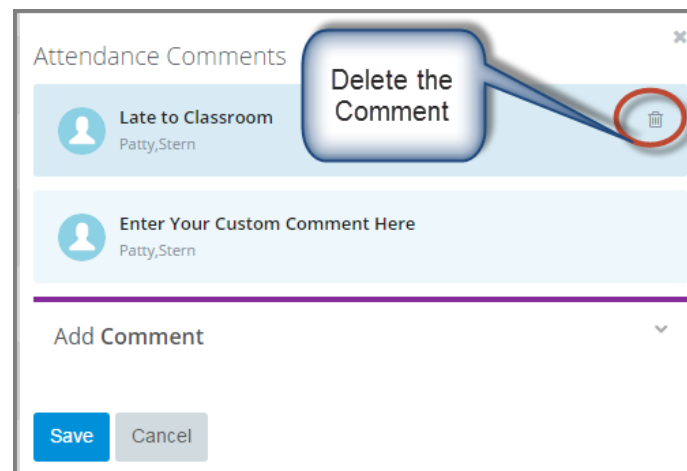 Attendance Comments
Delete the
Comment
Late to Classroom
Patty,Stern
Enter Your Custom Comment Here
Patty,Stern
Add Comment
Save
Cancel